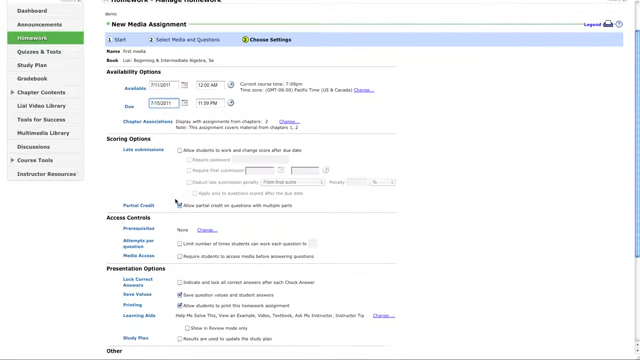 Homework - Manage Homework
demo
New Media Assignment
Legend
1 Start
2 Select Media and Questions
3 Choose Settings
Name first media
Book Lial: Beginning & Intermediate Algebra, 5e
Availability Options
Available 7/11/2011 12:00 AM Current course time: 7:09pm
Time zone: (GMT-08:00) Pacific Time (US & Canada) Change...
Due 7/15/2011 11:59 PM
Chapter Associations Display with assignments from chapters: 2 Change...
Note: This assignment covers material from chapters 1, 2
Scoring Options
Late submissions Allow students to work and change score after due date
Require password
Require final submission
Deduct late submission penalty From final score Penalty %
Apply only to questions scored after the due date
Partial Credit Allow partial credit on questions with multiple parts
Access Controls
Prerequisites None Change...
Attempts per question Limit number of times students can work each question to
Media Access Require students to access media before answering questions
Presentation Options
Lock Correct Answers Indicate and lock all correct answers after each Check Answer
Save Values Save question values and student answers
Printing Allow students to print this homework assignment
Learning Aids Help Me Solve This, View an Example, Video, Textbook, Ask My Instructor, Instructor Tip Change...
Show in Review mode only
Study Plan Results are used to update the study plan
Other
Dashboard
Announcements
Homework
Quizzes & Tests
Study Plan
Gradebook
Chapter Contents
Lial Video Library
Tools for Success
Multimedia Library
Discussions
Course Tools
Instructor Resources